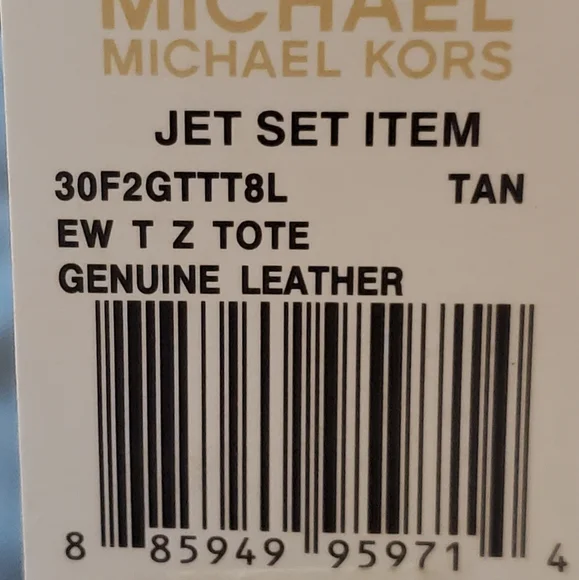 MICHAEL
MICHAEL KORS
JET SET ITEM
30F2GTTT8L TAN
EW T Z TOTE
GENUINE LEATHER
8 85949 95971 4